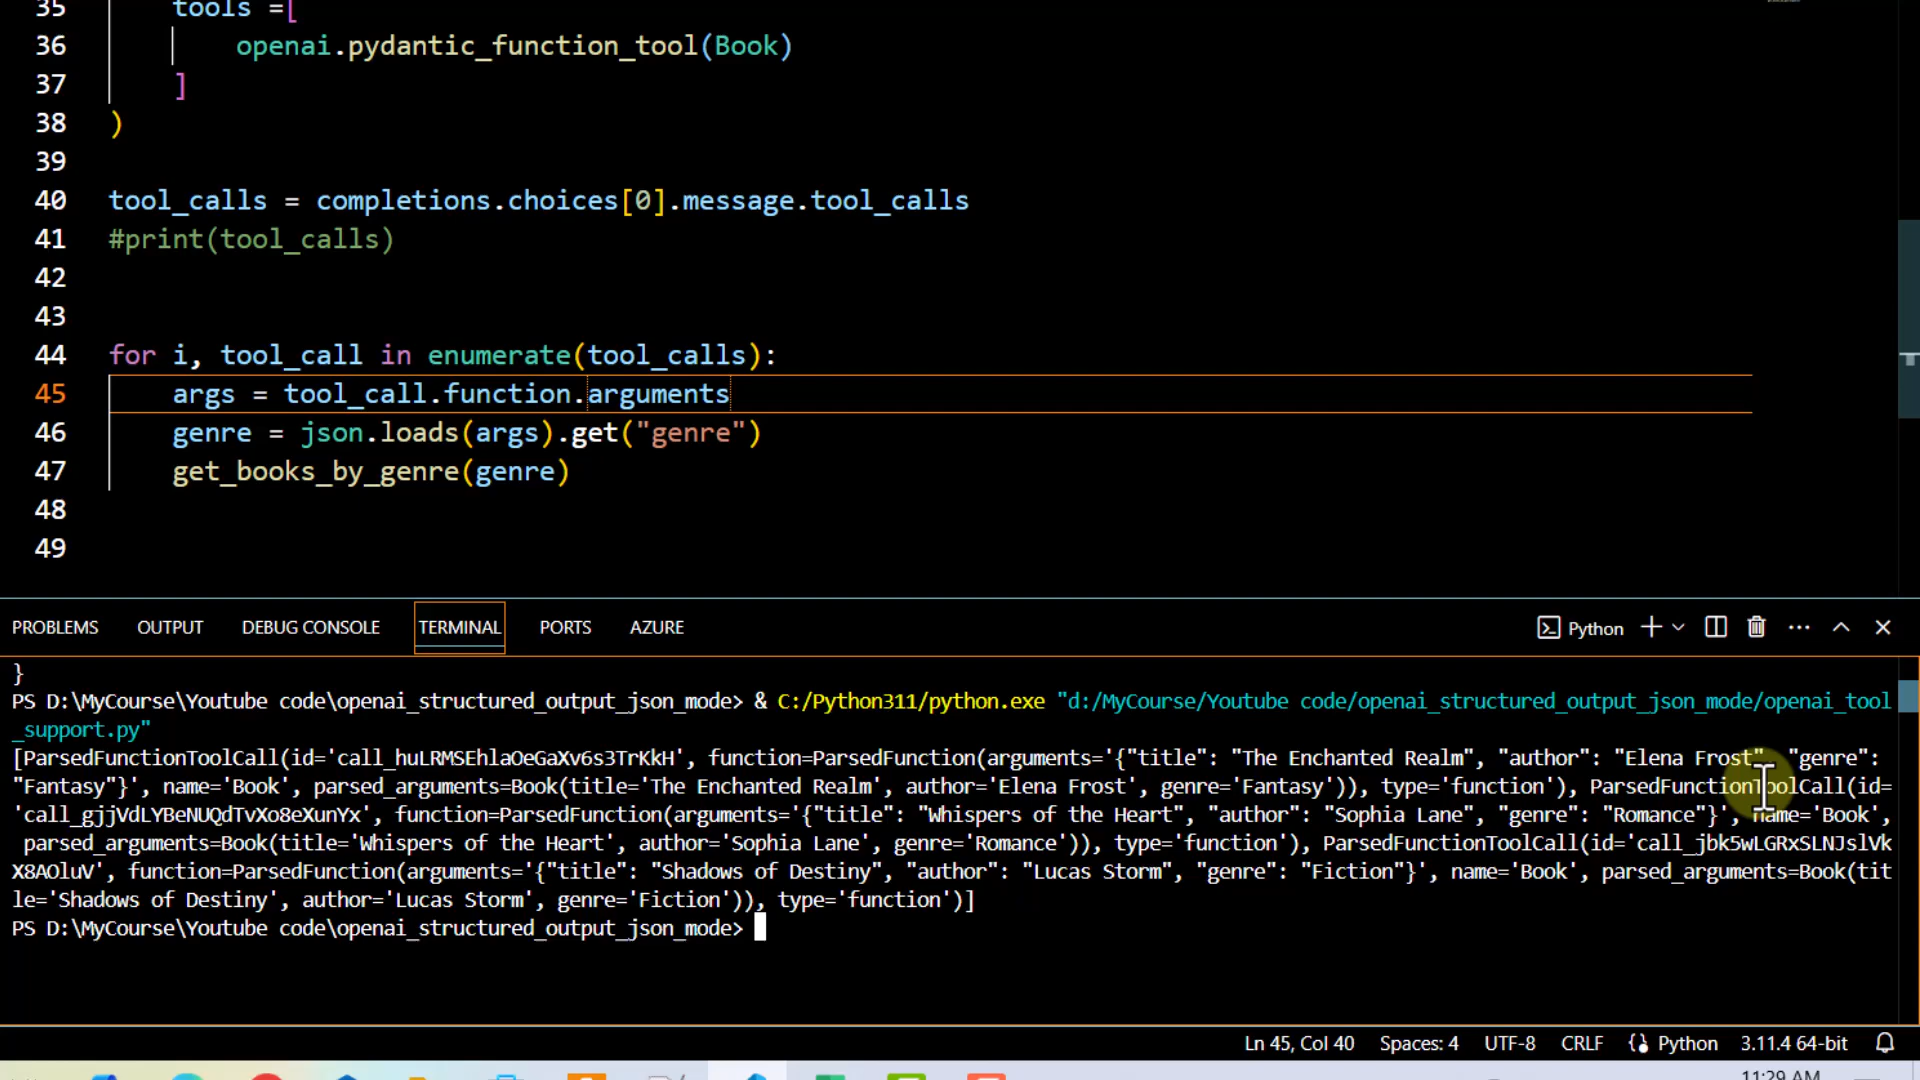 35 tools =[
36 openai.pydantic_function_tool(Book)
37 ]
38 )
39
40 tool_calls = completions.choices[0].message.tool_calls
41 #print(tool_calls)
42
43
44 for i, tool_call in enumerate(tool_calls):
45 args = tool_call.function.arguments
46 genre = json.loads(args).get("genre")
47 get_books_by_genre(genre)
48
49
PROBLEMS OUTPUT DEBUG CONSOLE TERMINAL PORTS AZURE Python
}
PS D:\MyCourse\Youtube code\openai_structured_output_json_mode> & C:/Python311/python.exe "d:/MyCourse/Youtube code/openai_structured_output_json_mode/openai_tool
_support.py"
[ParsedFunctionToolCall(id='call_huLRMSEhlaOeGaXv6s3TrKkH', function=ParsedFunction(arguments='{"title": "The Enchanted Realm", "author": "Elena Frost", "genre":
"Fantasy"}', name='Book', parsed_arguments=Book(title='The Enchanted Realm', author='Elena Frost', genre='Fantasy')), type='function'), ParsedFunctionToolCall(id=
'call_gjjVdLYBeNUQdTvXo8eXunYx', function=ParsedFunction(arguments='{"title": "Whispers of the Heart", "author": "Sophia Lane", "genre": "Romance"}', name='Book',
parsed_arguments=Book(title='Whispers of the Heart', author='Sophia Lane', genre='Romance')), type='function'), ParsedFunctionToolCall(id='call_jbk5wLGRxSLNJslVk
X8AOluV', function=ParsedFunction(arguments='{"title": "Shadows of Destiny", "author": "Lucas Storm", "genre": "Fiction"}', name='Book', parsed_arguments=Book(tit
le='Shadows of Destiny', author='Lucas Storm', genre='Fiction')), type='function')]
PS D:\MyCourse\Youtube code\openai_structured_output_json_mode>
Ln 45, Col 40 Spaces: 4 UTF-8 CRLF Python 3.11.4 64-bit
11:29 AM